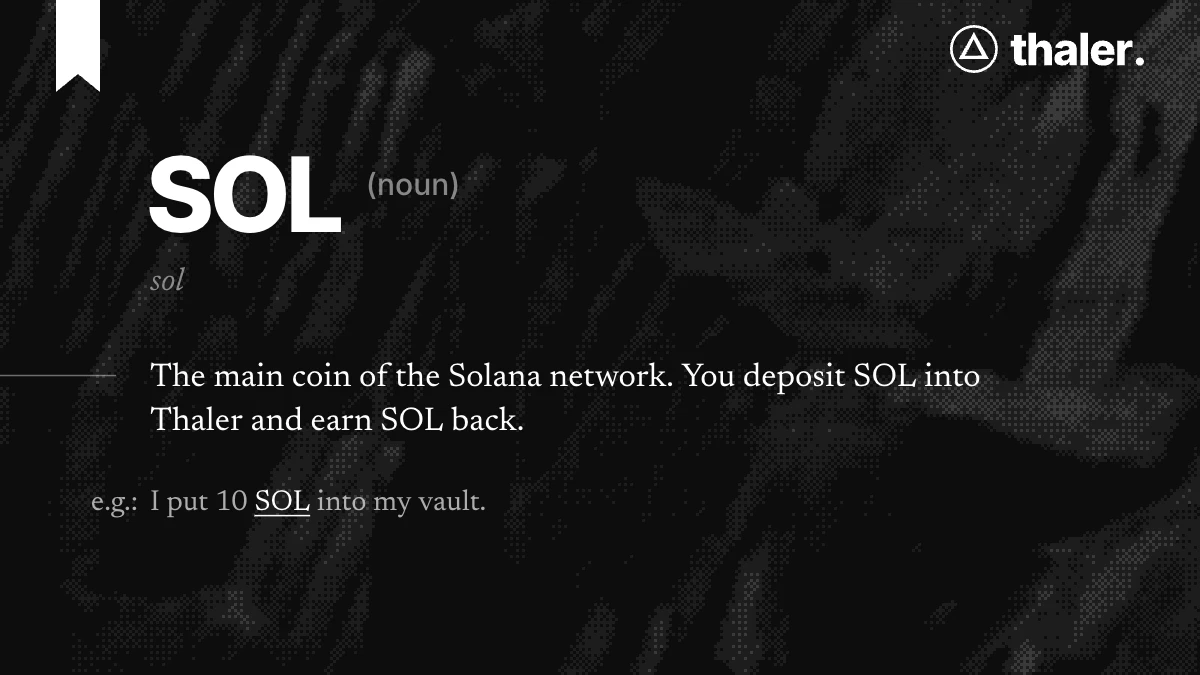 thaler.
SOL (noun)
sol
The main coin of the Solana network. You deposit SOL into
Thaler and earn SOL back.
e.g.: I put 10 SOL into my vault.